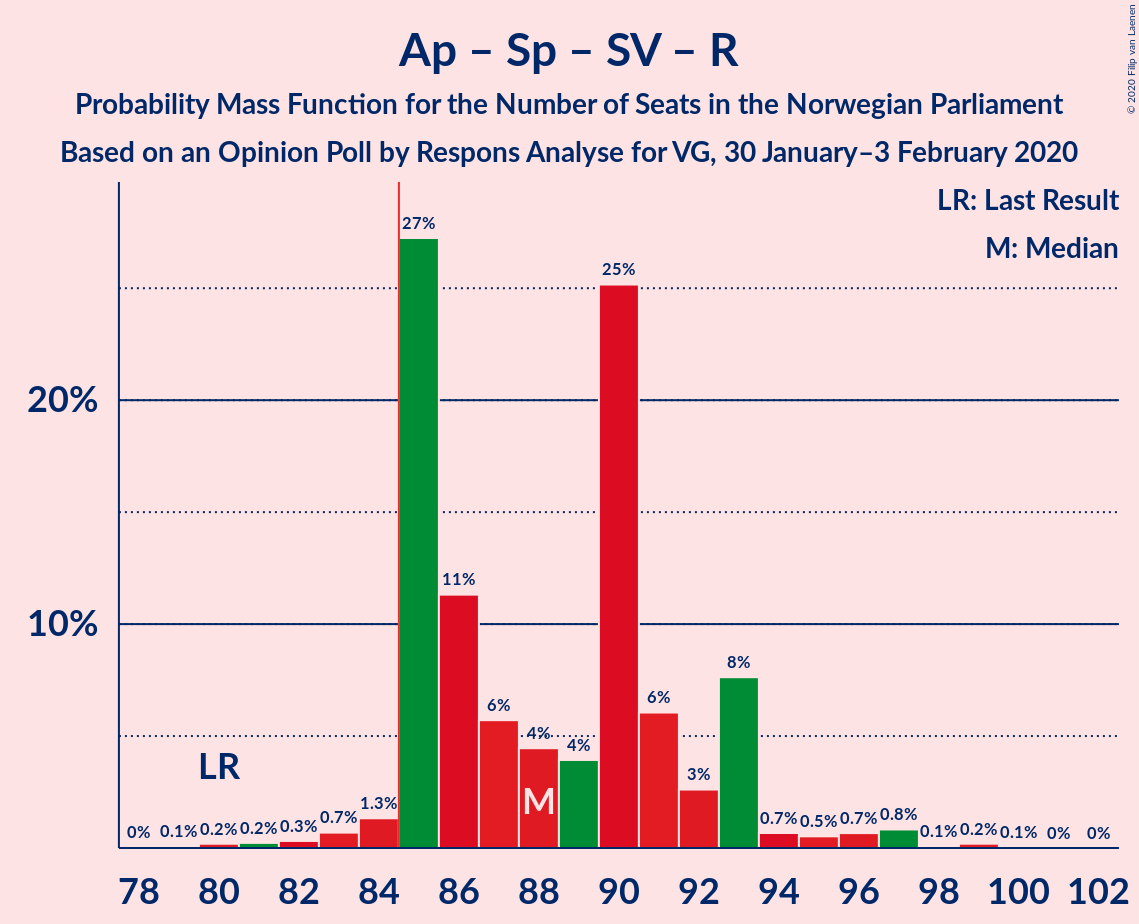 Ap – Sp – SV – R
Probability Mass Function for the Number of Seats in the Norwegian Parliament
Based on an Opinion Poll by Respons Analyse for VG, 30 January–3 February 2020
© 2020 Filip van Laenen
LR: Last Result
M: Median
27%
25%
20%
11%
10%
8%
6%
6%
4%
4%
LR
3%
M
0% 0.1% 0.2% 0.2% 0.3% 0.7% 1.3% 0.7% 0.5% 0.7% 0.8% 0.1% 0.2% 0.1% 0% 0%
78 80 82 84 86 88 90 92 94 96 98 100 102